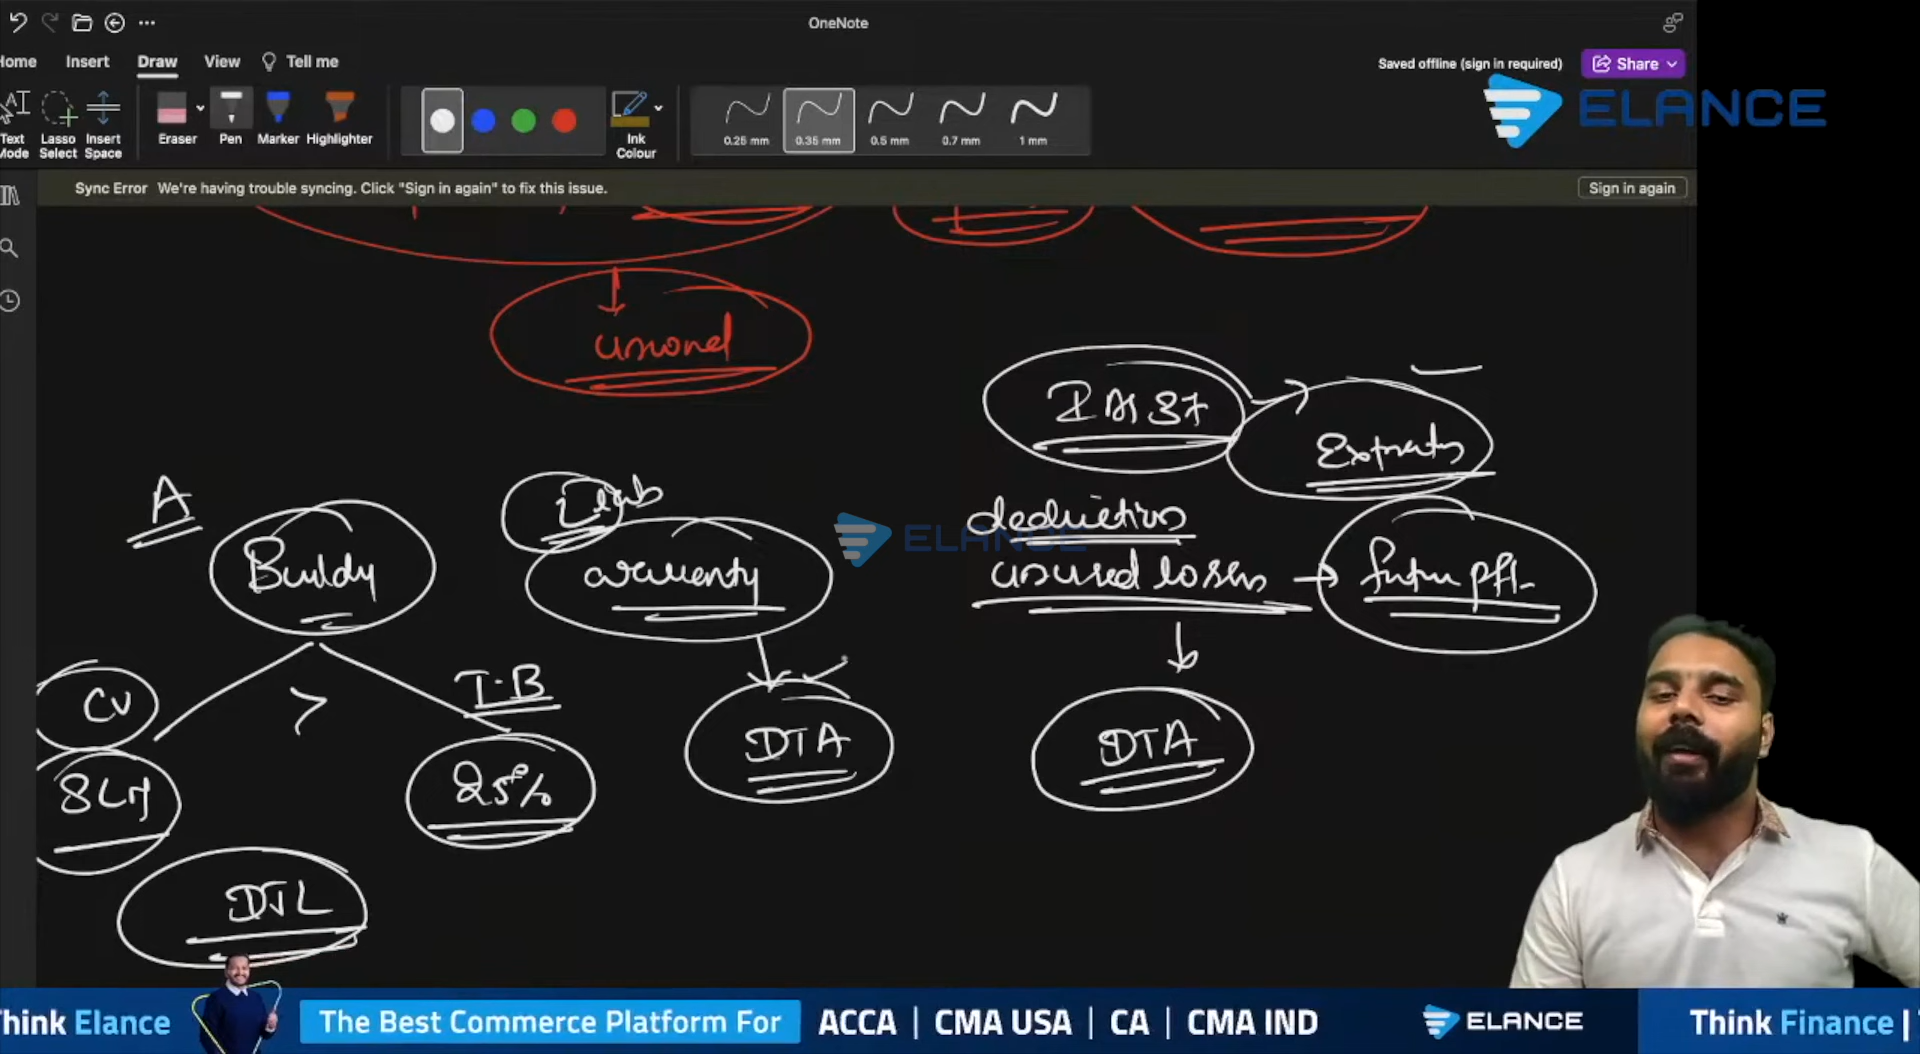 OneNote
Home Insert Draw View Tell me
Saved offline (sign in required)
Share
ELANCE
Text Mode
Lasso Select
Insert Space
Eraser
Pen
Marker
Highlighter
Ink Colour
0.25 mm
0.35 mm
0.5 mm
0.7 mm
1 mm
Sync Error We're having trouble syncing. Click "Sign in again" to fix this issue.
Sign in again
IAS 37
A
deductions
ELANCE
unused losses
CV
>
T.B
DTA
DTA
SLM
25%
DTL
Think Elance
The Best Commerce Platform For
ACCA | CMA USA | CA | CMA IND
ELANCE
Think Finance |